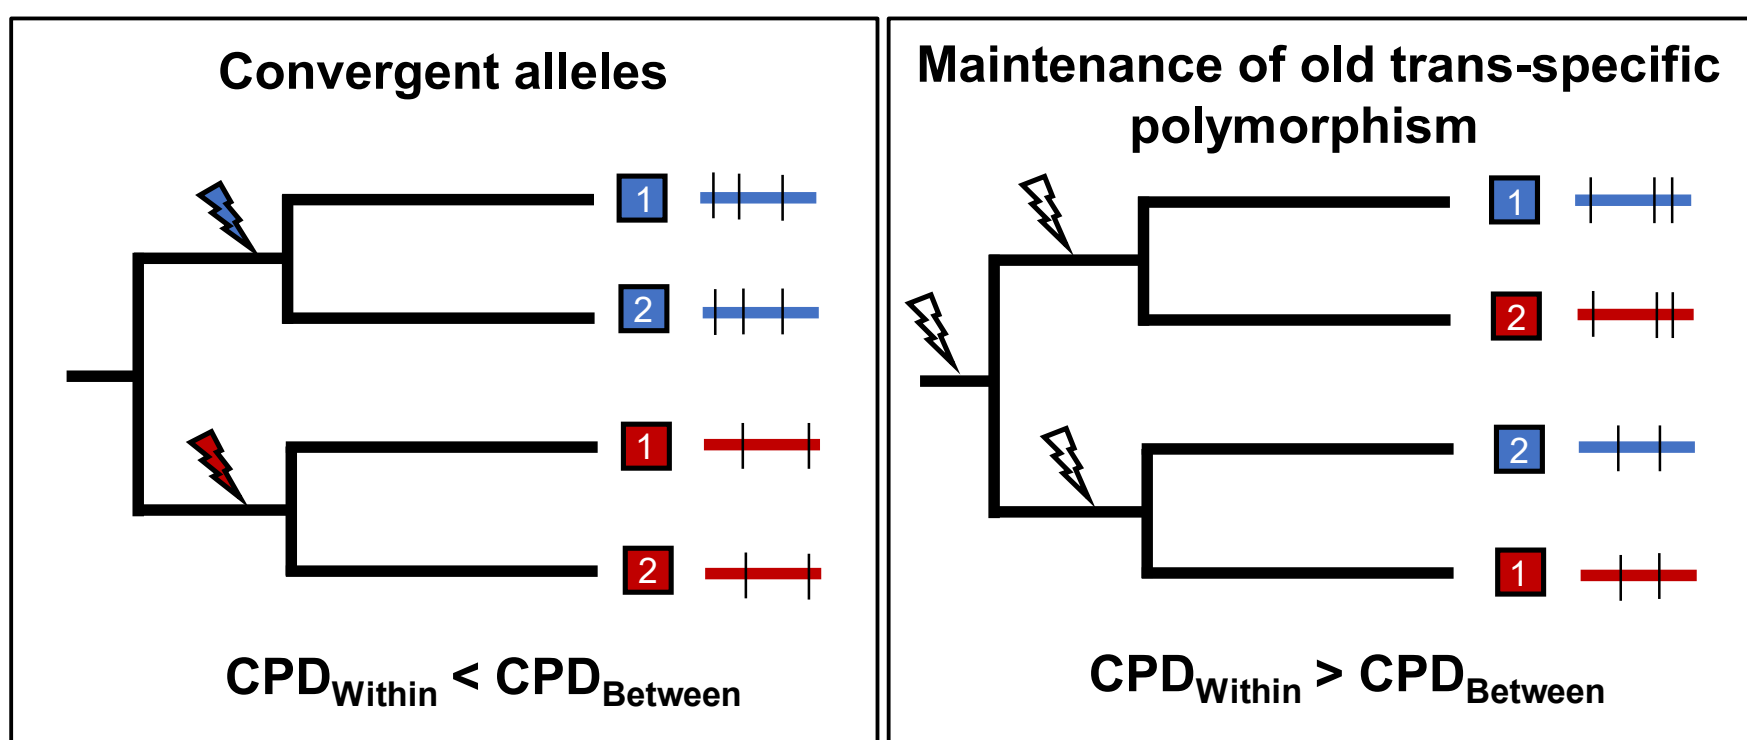 Convergent alleles
1
2
1
2
CPDWithin < CPDBetween
Maintenance of old trans-specific
polymorphism
1
2
2
1
CPDWithin > CPDBetween